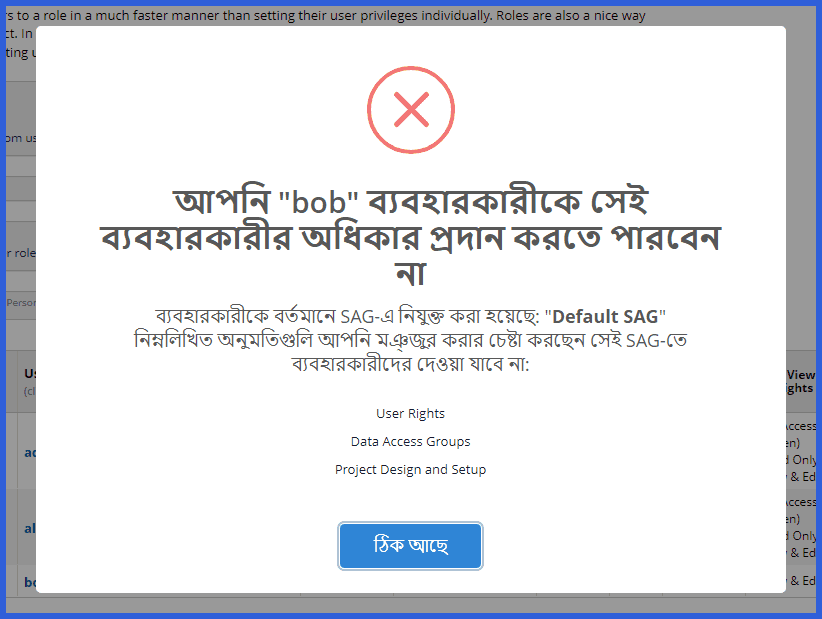 s to a role in a much faster manner than setting their user privileges individually. Roles are also a nice way
ct. In
ting
আপনি "bob" ব্যবহারকারীকে সেই
ব্যবহারকারীর অধিকার প্রদান করতে পারবেন
না
ব্যবহারকারীকে বর্তমানে SAG-এ নিযুক্ত করা হয়েছে: "Default SAG"
নিম্নলিখিত অনুমতিগুলি আপনি মঞ্জুর করার চেষ্টা করছেন সেই SAG-তে
ব্যবহারকারীদের দেওয়া যাবে না:
User Rights
Data Access Groups
Project Design and Setup
ঠিক আছে
om us
r role
Person
Us
(cl
View
ights
ad
Access
en)
d Only
& Ed
al
Access
en)
d Only
& Ed
bo
& Ed